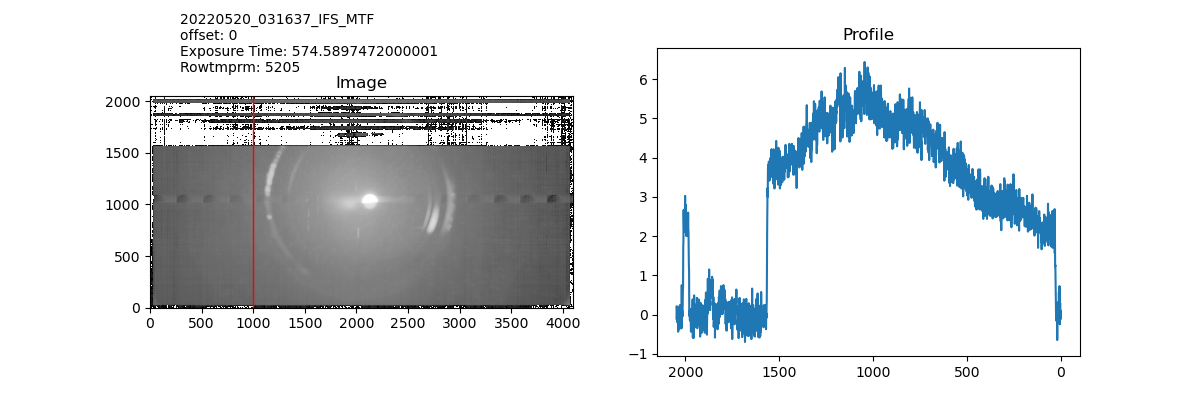 20220520_031637_IFS_MTF
offset: 0
Exposure Time: 574.5897472000001
Rowtmprm: 5205
Image
2000
1500
1000
500
0
0 500 1000 1500 2000 2500 3000 3500 4000
Profile
6
5
4
3
2
1
0
−1
2000 1500 1000 500 0